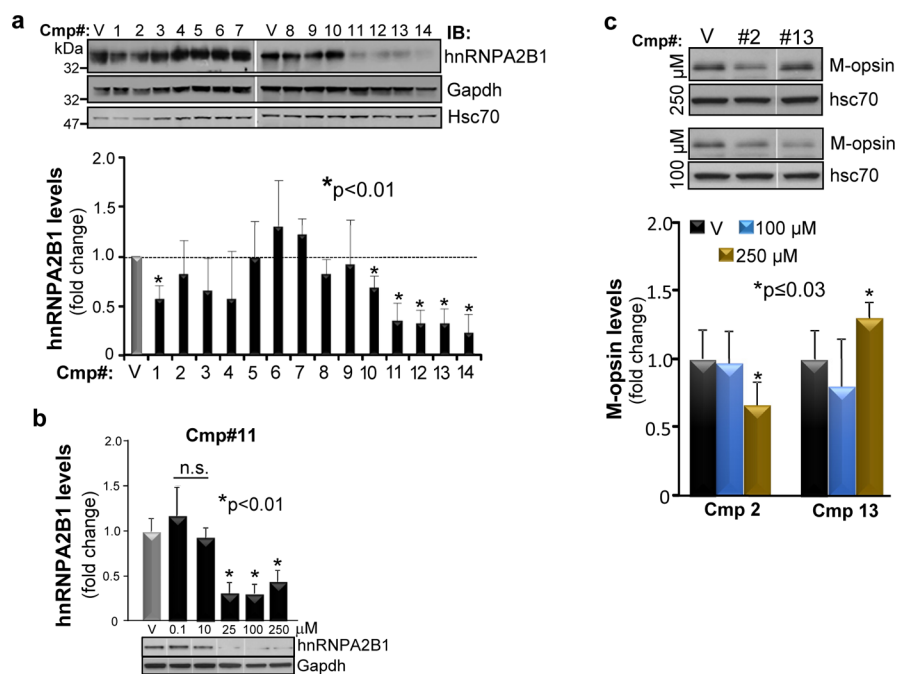 a
Cmp#: V 1 2 3 4 5 6 7 V 8 9 10 11 12 13 14 IB:
kDa
32
hnRNPA2B1
32
Gapdh
47
Hsc70
hnRNPA2B1 levels
(fold change)
2.0
1.5
1.0
0.5
0
*p<0.01
* * * * * *
Cmp#: V 1 2 3 4 5 6 7 8 9 10 11 12 13 14
b
Cmp#11
hnRNPA2B1 levels
(fold change)
2.0
1.5
1.0
0.5
0
n.s.
*p<0.01
* * *
V 0.1 10 25 100 250 μM
hnRNPA2B1
Gapdh
c
Cmp#: V #2 #13
250 μM
M-opsin
hsc70
100 μM
M-opsin
hsc70
M-opsin levels
(fold change)
2.0
1.5
1.0
0.5
0
V 100 μM
250 μM
*p≤0.03
* *
Cmp 2 Cmp 13